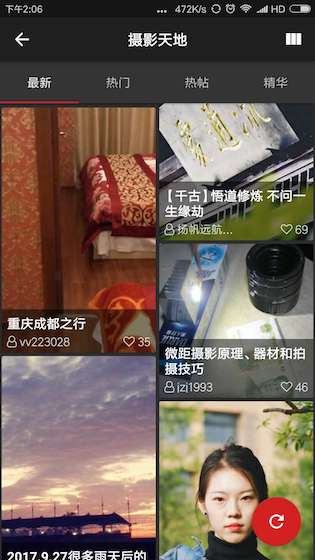 下午2:06
472K/s
HD
摄影天地
最新
热门
热帖
精华
【千古】悟道修炼 不问一
生缘劫
扬帆远航,...
69
重庆成都之行
vv223028
35
微距摄影原理、器材和拍
摄技巧
jzj1993
46
2017.9.27很多雨天后的